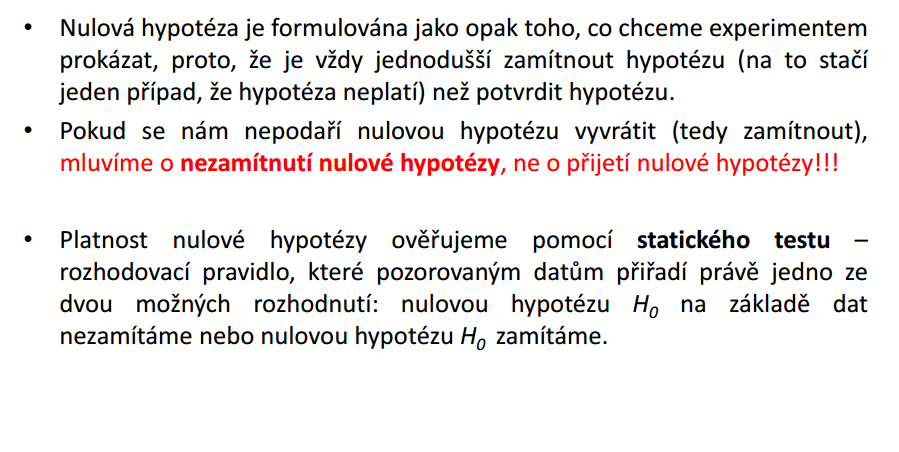 • Nulová hypotéza je formulována jako opak toho, co chceme experimentem
prokázat, proto, že je vždy jednodušší zamítnout hypotézu (na to stačí
jeden případ, že hypotéza neplatí) než potvrdit hypotézu.
• Pokud se nám nepodaří nulovou hypotézu vyvrátit (tedy zamítnout),
mluvíme o nezamítnutí nulové hypotézy, ne o přijetí nulové hypotézy!!!
• Platnost nulové hypotézy ověřujeme pomocí statického testu –
rozhodovací pravidlo, které pozorovaným datům přiřadí právě jedno ze
dvou možných rozhodnutí: nulovou hypotézu H₀ na základě dat
nezamítáme nebo nulovou hypotézu H₀ zamítáme.